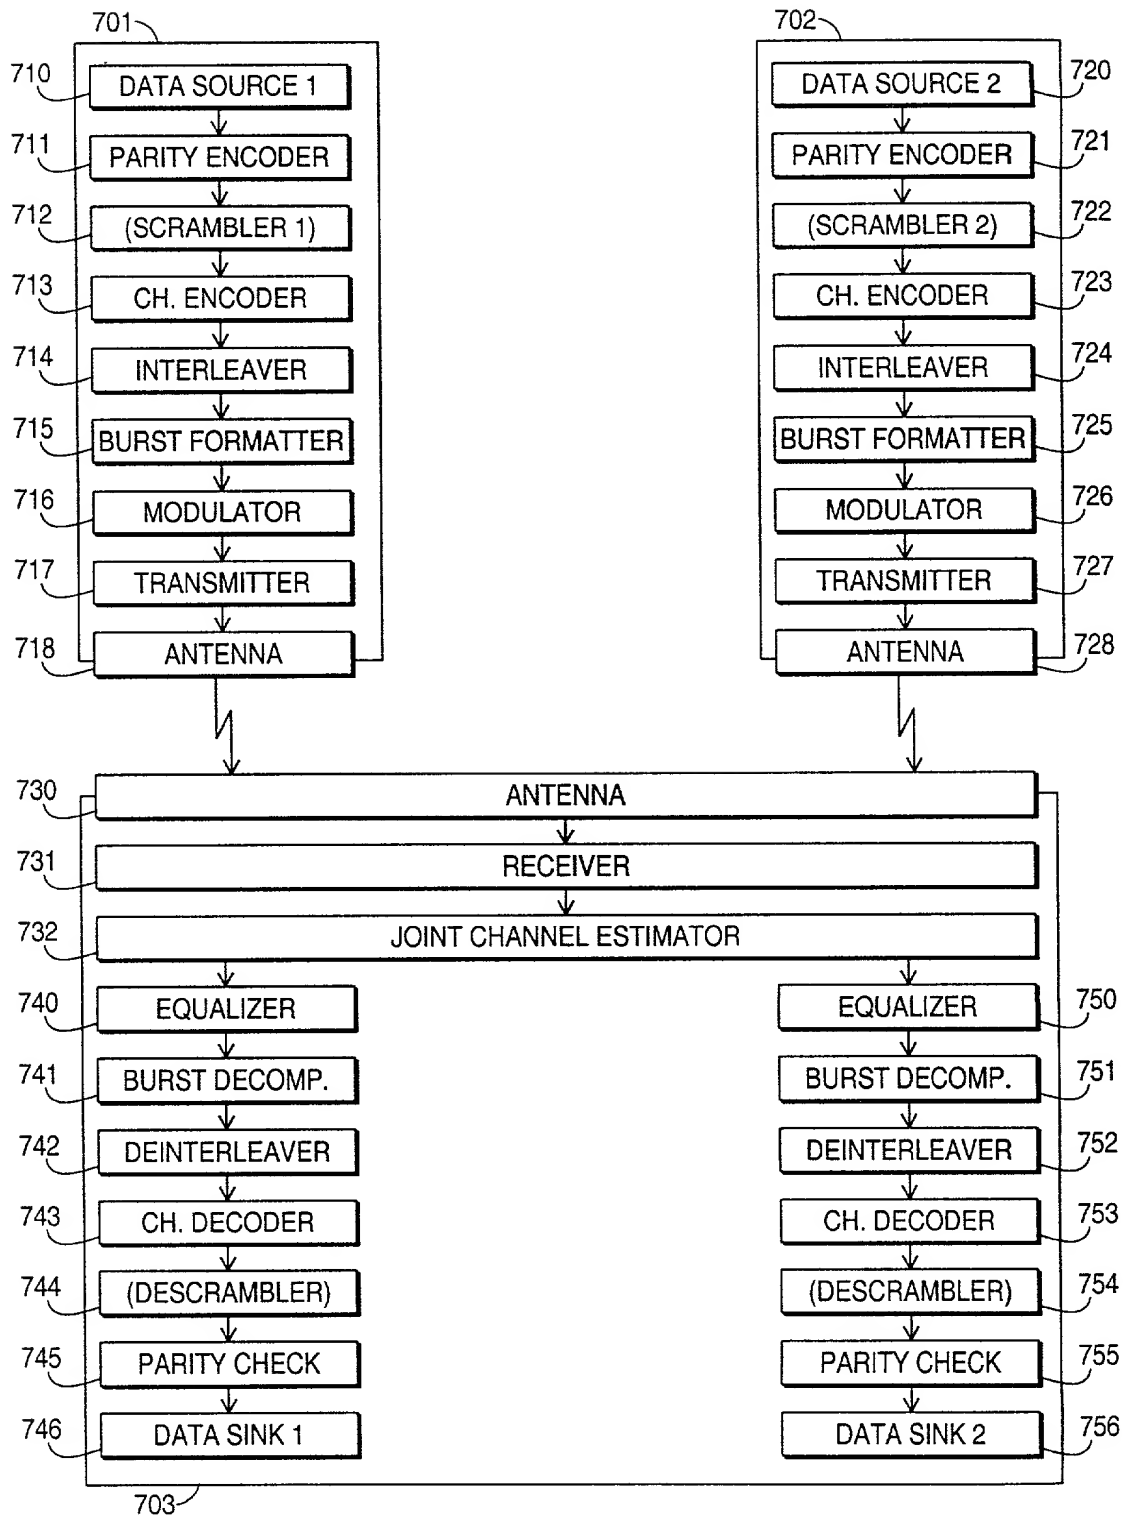 701
702
710
DATA SOURCE 1
DATA SOURCE 2
720
711
PARITY ENCODER
PARITY ENCODER
721
712
(SCRAMBLER 1)
(SCRAMBLER 2)
722
713
CH. ENCODER
CH. ENCODER
723
714
INTERLEAVER
INTERLEAVER
724
715
BURST FORMATTER
BURST FORMATTER
725
716
MODULATOR
MODULATOR
726
717
TRANSMITTER
TRANSMITTER
727
718
ANTENNA
ANTENNA
728
730
ANTENNA
731
RECEIVER
732
JOINT CHANNEL ESTIMATOR
740
EQUALIZER
EQUALIZER
750
741
BURST DECOMP.
BURST DECOMP.
751
742
DEINTERLEAVER
DEINTERLEAVER
752
743
CH. DECODER
CH. DECODER
753
744
(DESCRAMBLER)
(DESCRAMBLER)
754
745
PARITY CHECK
PARITY CHECK
755
746
DATA SINK 1
DATA SINK 2
756
703